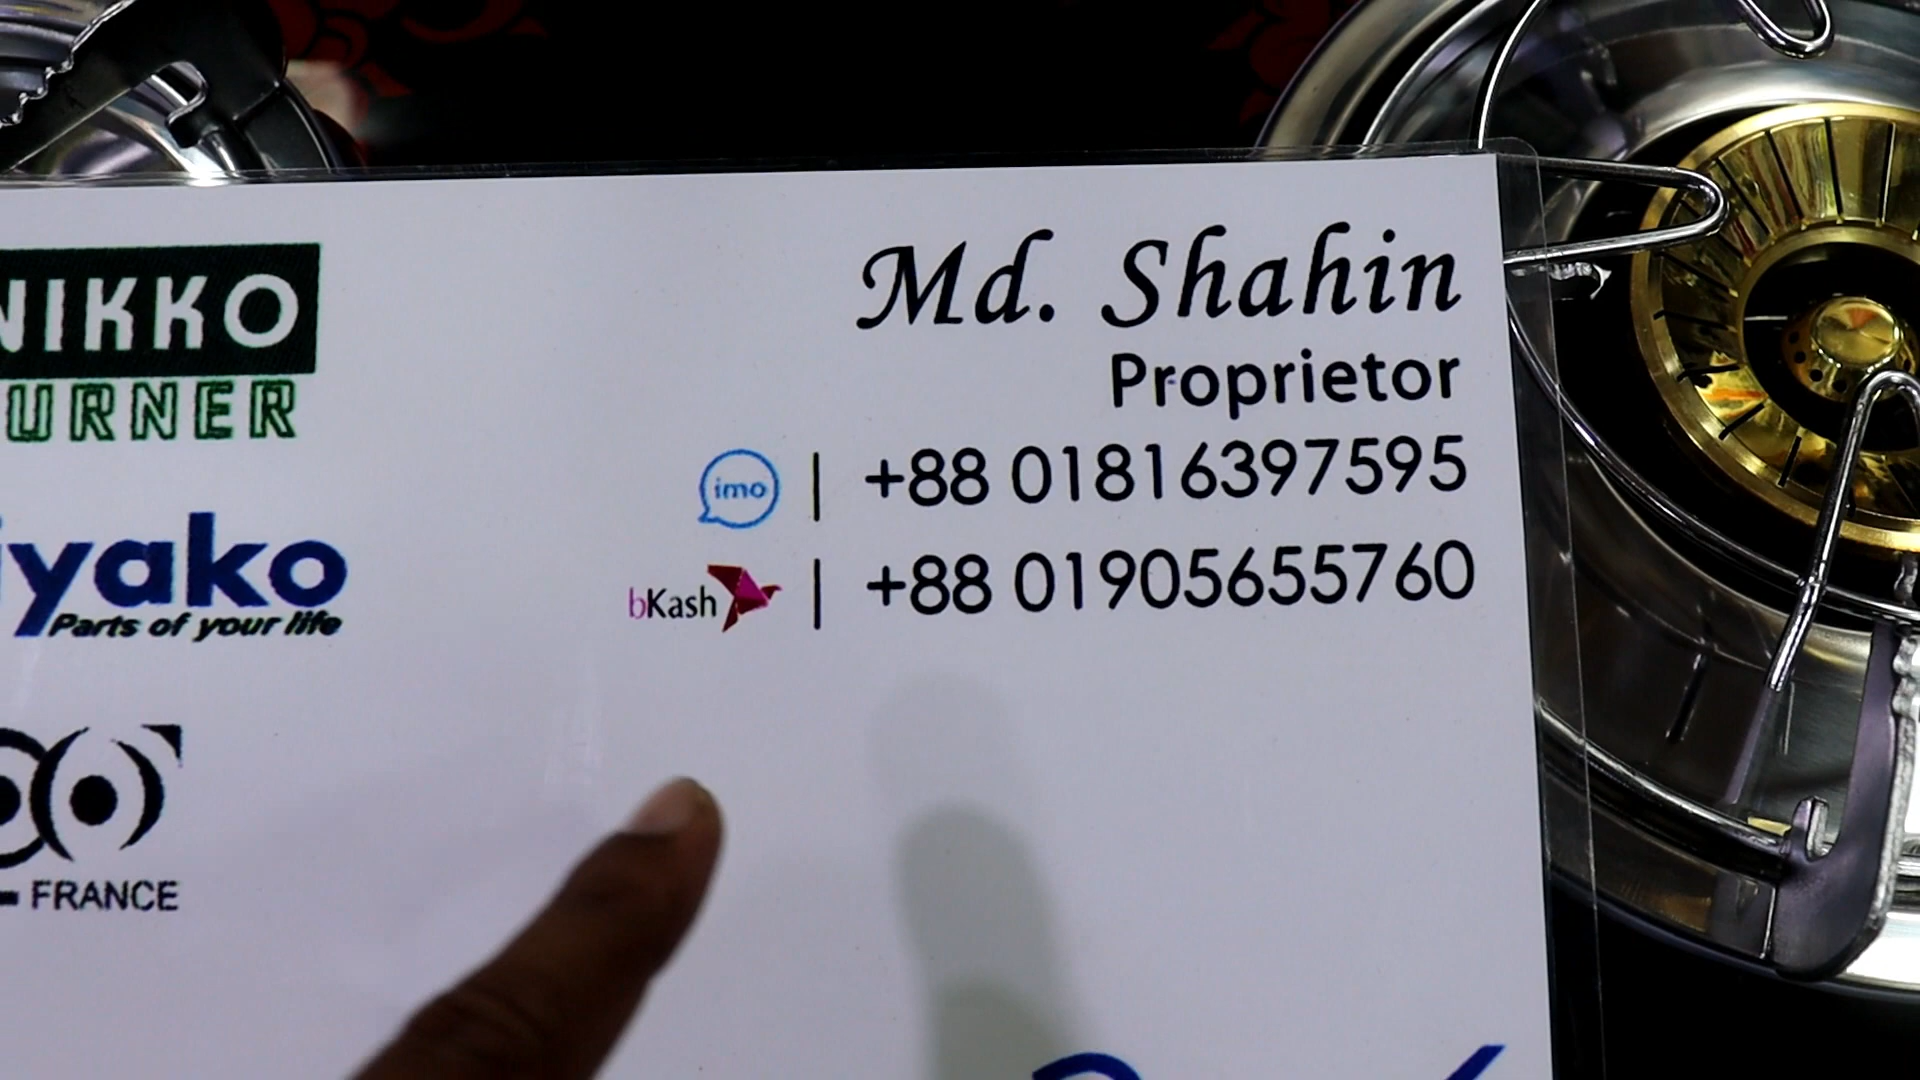 NIKKO
URNER
iyako
Parts of your life
FRANCE
Md. Shahin
Proprietor
imo | +88 01816397595
bKash | +88 01905655760